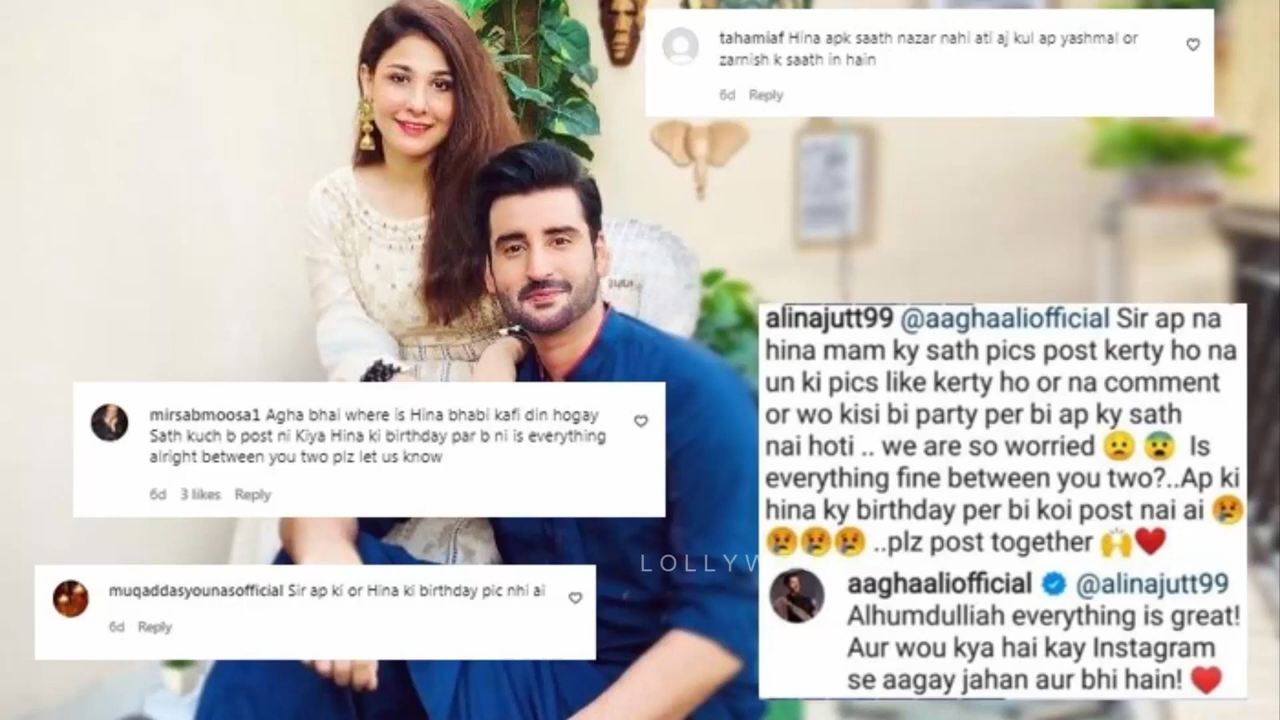 tahamiaf Hina apk saath nazar nahi ati aj kul ap yashmal or
zarnish k saath in hain
6d Reply
alinajutt99 @aaghaaliofficial Sir ap na
hina mam ky sath pics post kerty ho na
un ki pics like kerty ho or na comment
or wo kisi bi party per bi ap ky sath
nai hoti .. we are so worried 😟 😨 Is
everything fine between you two?..Ap ki
hina ky birthday per bi koi post nai ai 😢
😢😢😢 ..plz post together 🙌❤️
aaghaaliofficial @alinajutt99
Alhumdulliah everything is great!
Aur wou kya hai kay Instagram
se aagay jahan aur bhi hain! ❤️
mirsabmoosa1 Agha bhai where is Hina bhabi kafi din hogay
Sath kuch b post ni Kiya Hina ki birthday par b ni is everything
alright between you two plz let us know
6d 3 likes Reply
LOLLYW
muqaddasyounasofficial Sir ap ki or Hina ki birthday pic nhi ai
6d Reply